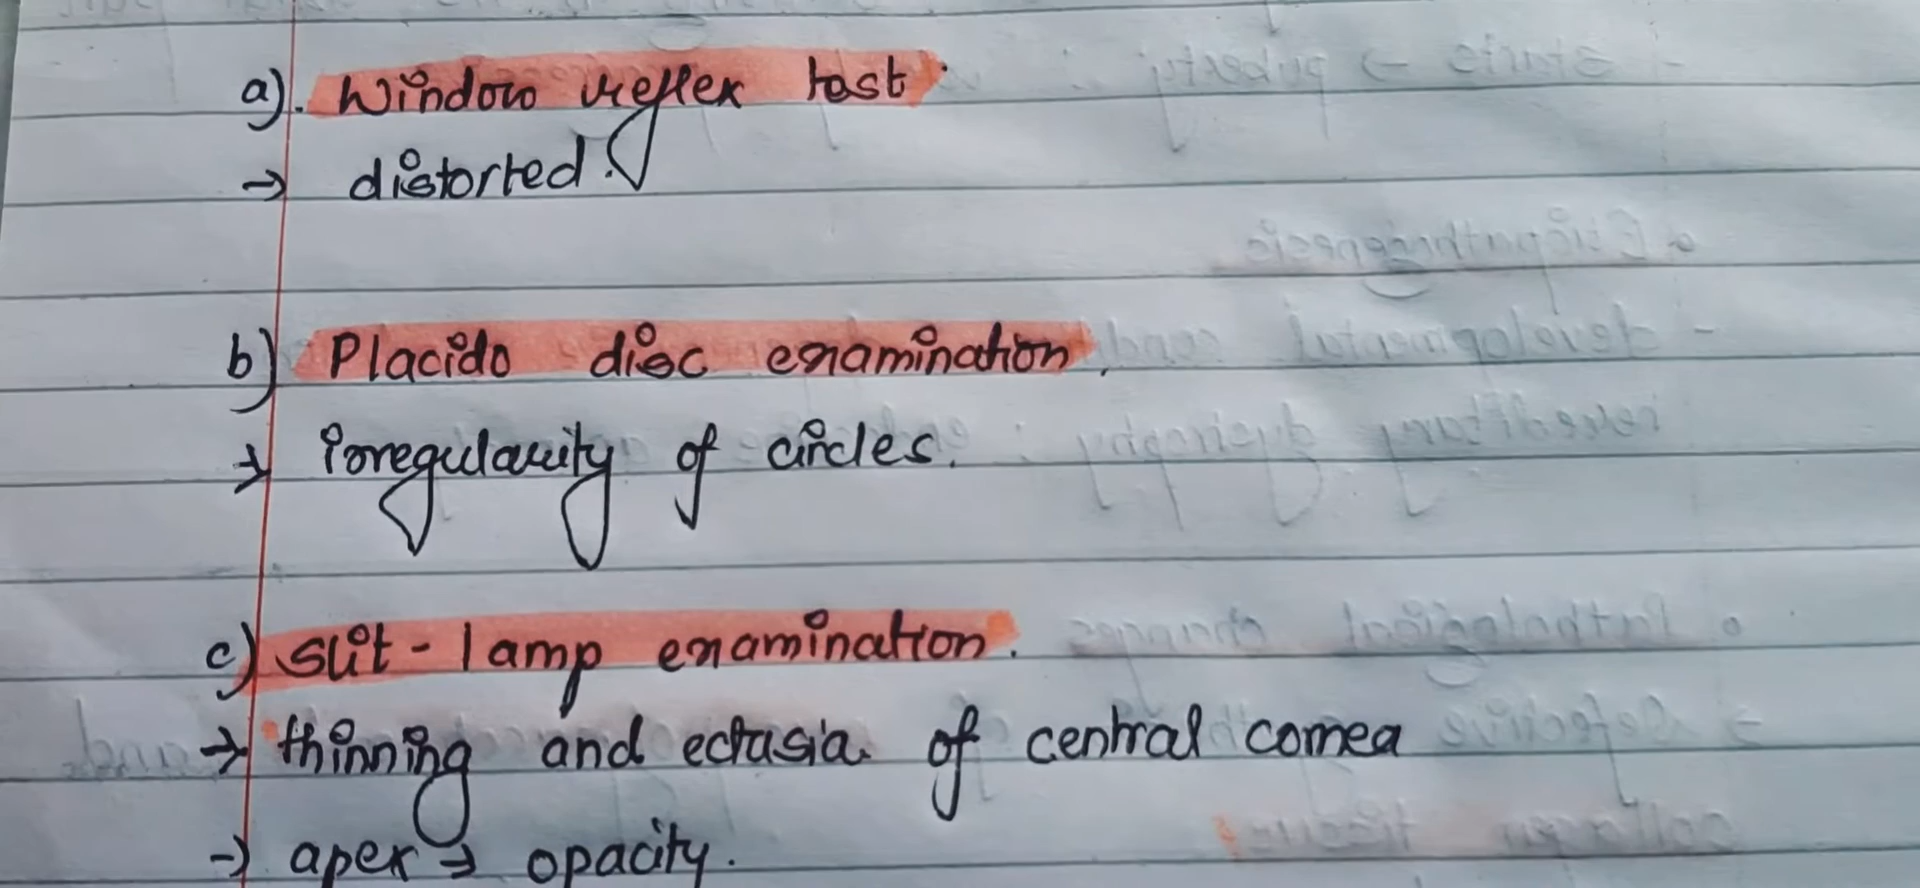 a). Window reflex test.
→ distorted.
b) Placido disc examination.
→ irregularity of circles.
c) slit-lamp examination.
→ thinning and ectasia of central cornea
→ apex → opacity.